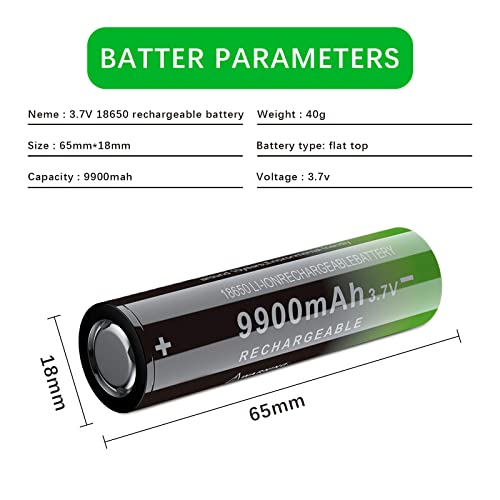 BATTER PARAMETERS
Neme : 3.7V 18650 rechargeable battery
Weight : 40g
Size : 65mm*18mm
Battery type: flat top
Capacity : 9900mah
Voltage : 3.7v
18650 LI-IONRECHARGEABLEBATTERY
9900mAh 3.7V −
RECHARGEABLE
+
18mm
65mm